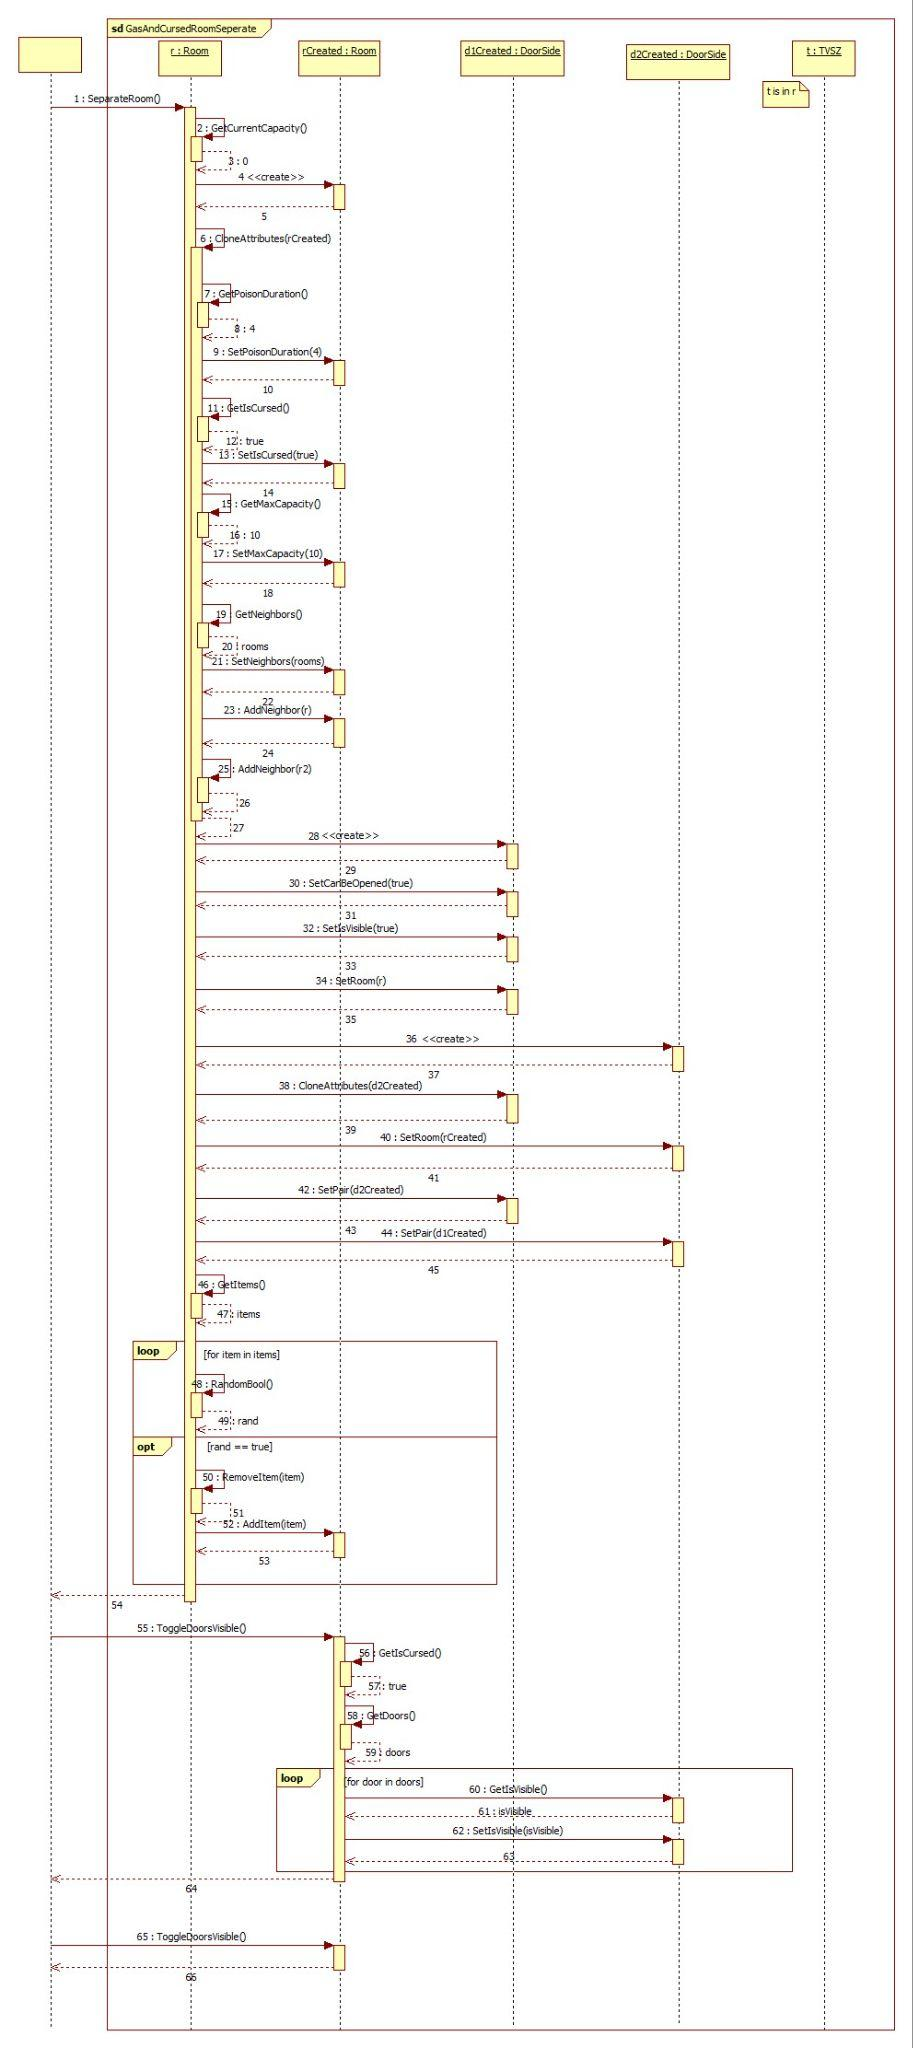 sd GasAndCursedRoomSeperate
r : Room
rCreated : Room
d1Created : DoorSide
d2Created : DoorSide
t : TVSZ
t is in r
1 : SeparateRoom()
2 : GetCurrentCapacity()
3 : 0
4 <<create>>
5
6 : CloneAttributes(rCreated)
7 : GetPoisonDuration()
8 : 4
9 : SetPoisonDuration(4)
10
11 : GetIsCursed()
12 : true
13 : SetIsCursed(true)
14
15 : GetMaxCapacity()
16 : 10
17 : SetMaxCapacity(10)
18
19 : GetNeighbors()
20 : rooms
21 : SetNeighbors(rooms)
22
23 : AddNeighbor(r)
24
25 : AddNeighbor(r2)
26
27
28 <<create>>
29
30 : SetCanBeOpened(true)
31
32 : SetIsVisible(true)
33
34 : SetRoom(r)
35
36 <<create>>
37
38 : CloneAttributes(d2Created)
39
40 : SetRoom(rCreated)
41
42 : SetPair(d2Created)
43
44 : SetPair(d1Created)
45
46 : GetItems()
47 : items
loop
[for item in items]
48 : RandomBool()
49 : rand
opt
[rand == true]
50 : RemoveItem(item)
51
52 : AddItem(item)
53
54
55 : ToggleDoorsVisible()
56 : GetIsCursed()
57 : true
58 : GetDoors()
59 : doors
loop
[for door in doors]
60 : GetIsVisible()
61 : isVisible
62 : SetIsVisible(isVisible)
63
64
65 : ToggleDoorsVisible()
66